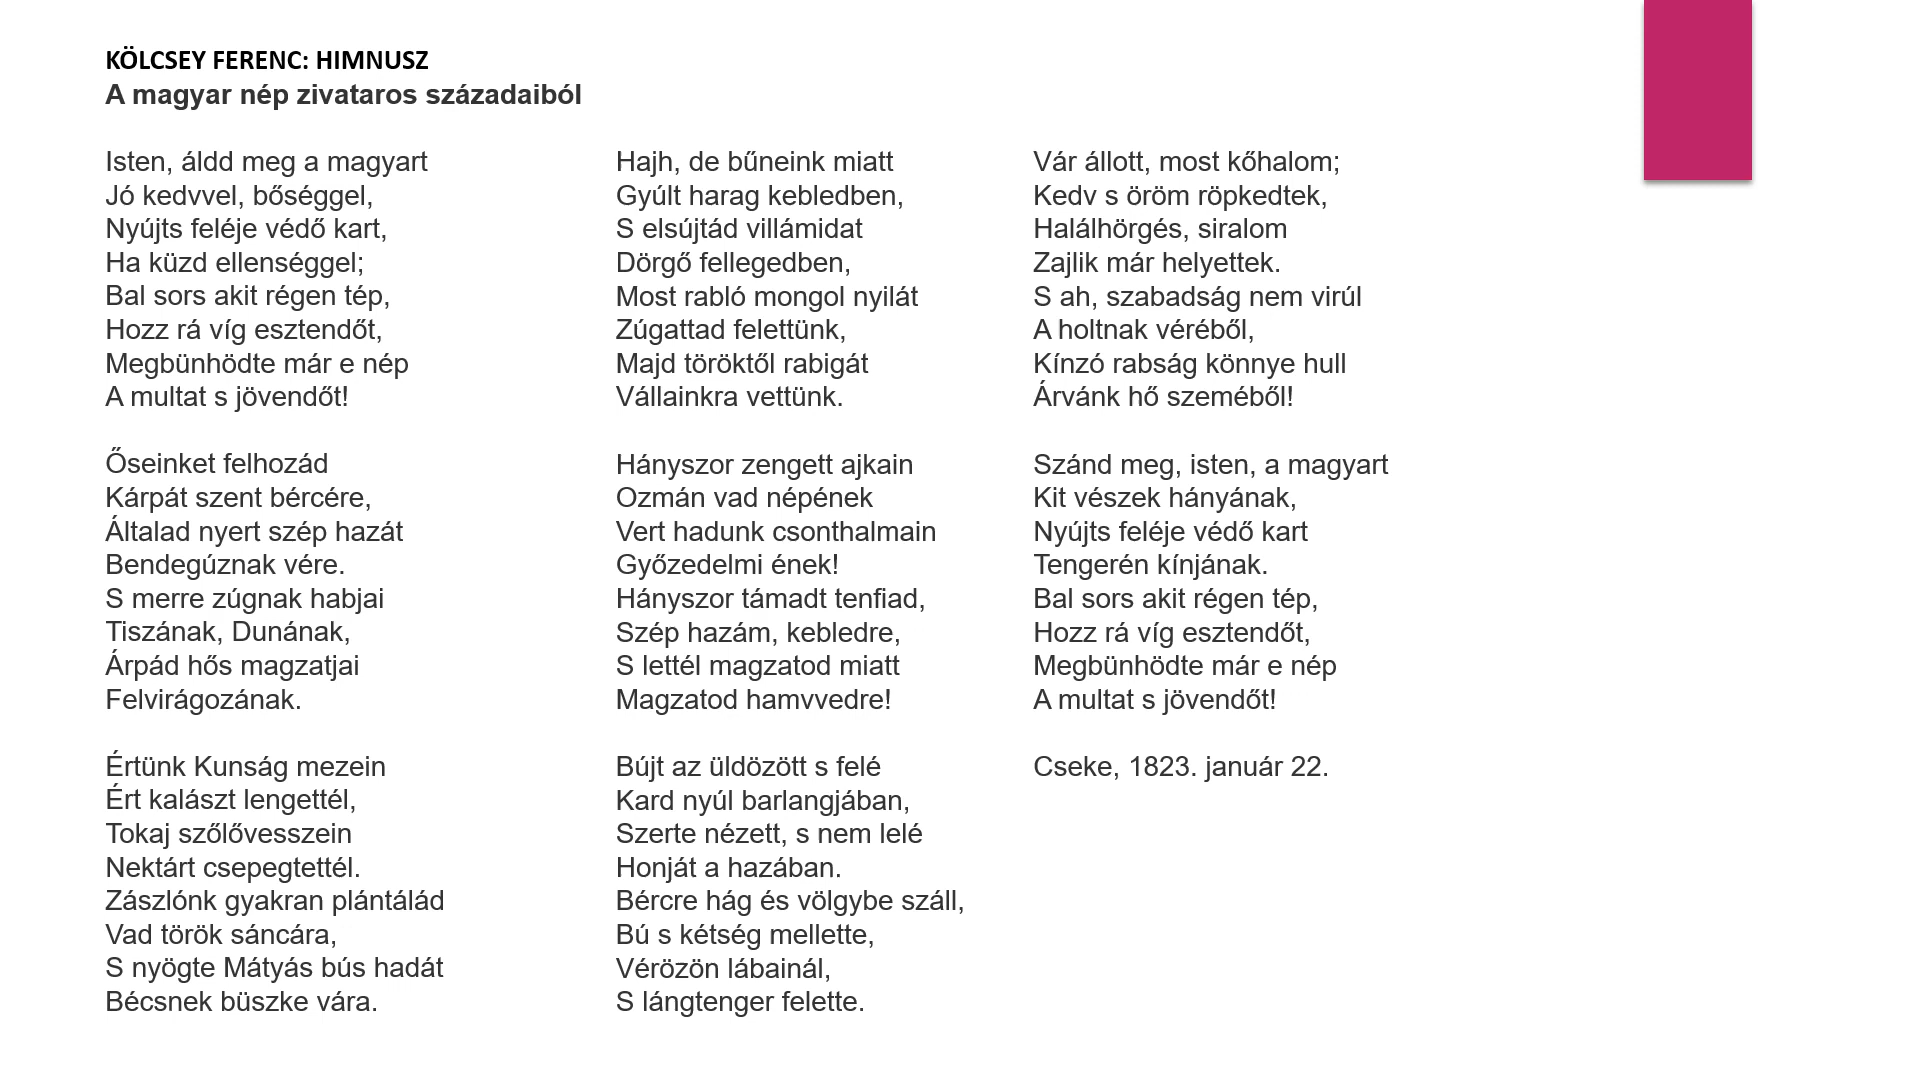 KÖLCSEY FERENC: HIMNUSZ
A magyar nép zivataros századaiból
Isten, áldd meg a magyart
Jó kedvvel, bőséggel,
Nyújts feléje védő kart,
Ha küzd ellenséggel;
Bal sors akit régen tép,
Hozz rá víg esztendőt,
Megbünhödte már e nép
A multat s jövendőt!
Őseinket felhozád
Kárpát szent bércére,
Általad nyert szép hazát
Bendegúznak vére.
S merre zúgnak habjai
Tiszának, Dunának,
Árpád hős magzatjai
Felvirágozának.
Értünk Kunság mezein
Ért kalászt lengettél,
Tokaj szőlővesszein
Nektárt csepegtettél.
Zászlónk gyakran plántálád
Vad török sáncára,
S nyögte Mátyás bús hadát
Bécsnek büszke vára.
Hajh, de bűneink miatt
Gyúlt harag kebledben,
S elsújtád villámidat
Dörgő fellegedben,
Most rabló mongol nyilát
Zúgattad felettünk,
Majd töröktől rabigát
Vállainkra vettünk.
Hányszor zengett ajkain
Ozmán vad népének
Vert hadunk csonthalmain
Győzedelmi ének!
Hányszor támadt tenfiad,
Szép hazám, kebledre,
S lettél magzatod miatt
Magzatod hamvvedre!
Bújt az üldözött s felé
Kard nyúl barlangjában,
Szerte nézett, s nem lelé
Honját a hazában.
Bércre hág és völgybe száll,
Bú s kétség mellette,
Vérözön lábainál,
S lángtenger felette.
Vár állott, most kőhalom;
Kedv s öröm röpkedtek,
Halálhörgés, siralom
Zajlik már helyettek.
S ah, szabadság nem virúl
A holtnak véréből,
Kínzó rabság könnye hull
Árvánk hő szeméből!
Szánd meg, isten, a magyart
Kit vészek hányának,
Nyújts feléje védő kart
Tengerén kínjának.
Bal sors akit régen tép,
Hozz rá víg esztendőt,
Megbünhödte már e nép
A multat s jövendőt!
Cseke, 1823. január 22.